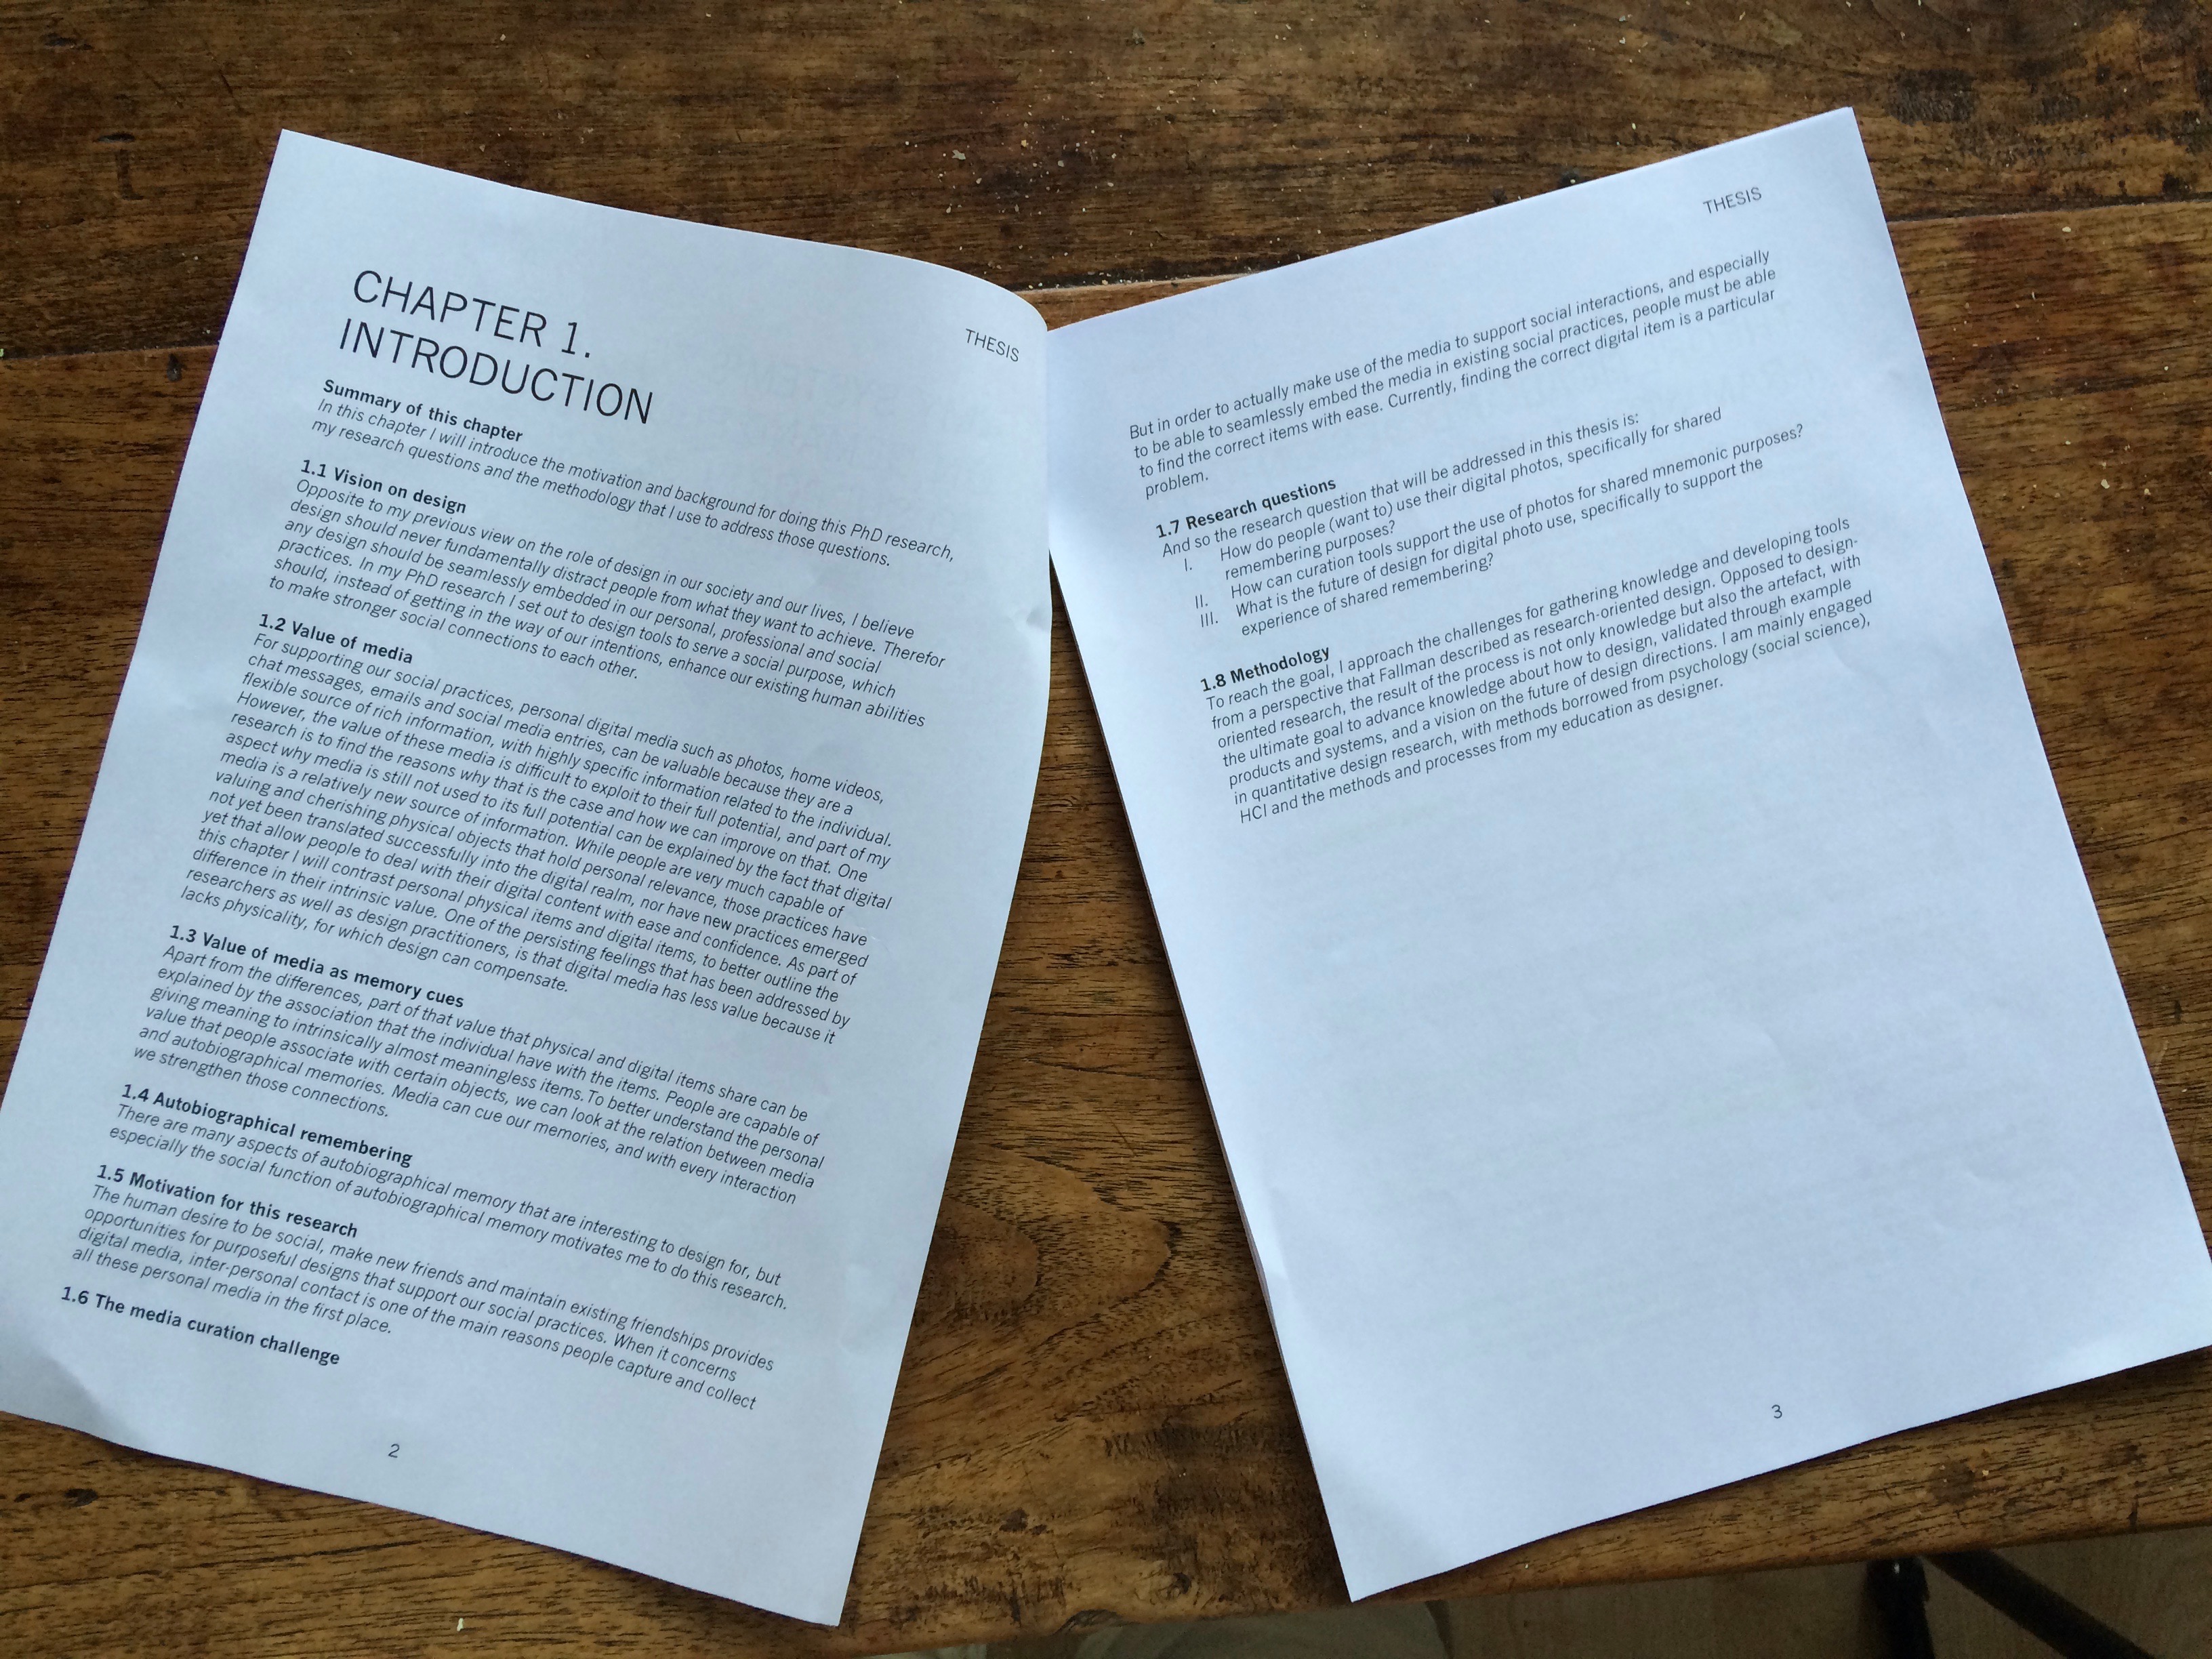 THESIS
CHAPTER 1.
INTRODUCTION
Summary of this chapter
In this chapter I will introduce the motivation and background for doing this PhD research,
my research questions and the methodology that I use to address those questions.
1.1 Vision on design
Opposite to my previous view on the role of design in our society and our lives, I believe
design should never fundamentally distract people from what they want to achieve. Therefor
any design should be seamlessly embedded in our personal, professional and social
practices. In my PhD research I set out to design tools to serve a social purpose, which
should, instead of getting in the way of our intentions, enhance our existing human abilities
to make stronger social connections to each other.
1.2 Value of media
For supporting our social practices, personal digital media such as photos, home videos,
chat messages, emails and social media entries, can be valuable because they are a
flexible source of rich information, with highly specific information related to the individual.
However, the value of these media is difficult to exploit to their full potential, and part of my
research is to find the reasons why that is the case and how we can improve on that. One
aspect why media is still not used to its full potential can be explained by the fact that digital
media is a relatively new source of information. While people are very much capable of
valuing and cherishing physical objects that hold personal relevance, those practices have
not yet been translated successfully into the digital realm, nor have new practices emerged
yet that allow people to deal with their digital content with ease and confidence. As part of
this chapter I will contrast personal physical items and digital items, to better outline the
difference in their intrinsic value. One of the persisting feelings that has been addressed by
researchers as well as design practitioners, is that digital media has less value because it
lacks physicality, for which design can compensate.
1.3 Value of media as memory cues
Apart from the differences, part of that value that physical and digital items share can be
explained by the association that the individual have with the items. People are capable of
giving meaning to intrinsically almost meaningless items. To better understand the personal
value that people associate with certain objects, we can look at the relation between media
and autobiographical memories. Media can cue our memories, and with every interaction
we strengthen those connections.
1.4 Autobiographical remembering
There are many aspects of autobiographical memory that are interesting to design for, but
especially the social function of autobiographical memory motivates me to do this research.
1.5 Motivation for this research
The human desire to be social, make new friends and maintain existing friendships provides
opportunities for purposeful designs that support our social practices. When it concerns
digital media, inter-personal contact is one of the main reasons people capture and collect
all these personal media in the first place.
1.6 The media curation challenge
2
THESIS
But in order to actually make use of the media to support social interactions, and especially
to be able to seamlessly embed the media in existing social practices, people must be able
to find the correct items with ease. Currently, finding the correct digital item is a particular
problem.
1.7 Research questions
And so the research question that will be addressed in this thesis is:
I. How do people (want to) use their digital photos, specifically for shared
remembering purposes?
II. How can curation tools support the use of photos for shared mnemonic purposes?
III. What is the future of design for digital photo use, specifically to support the
experience of shared remembering?
1.8 Methodology
To reach the goal, I approach the challenges for gathering knowledge and developing tools
from a perspective that Fallman described as research-oriented design. Opposed to design-
oriented research, the result of the process is not only knowledge but also the artefact, with
the ultimate goal to advance knowledge about how to design, validated through example
products and systems, and a vision on the future of design directions. I am mainly engaged
in quantitative design research, with methods borrowed from psychology (social science),
HCI and the methods and processes from my education as designer.
3